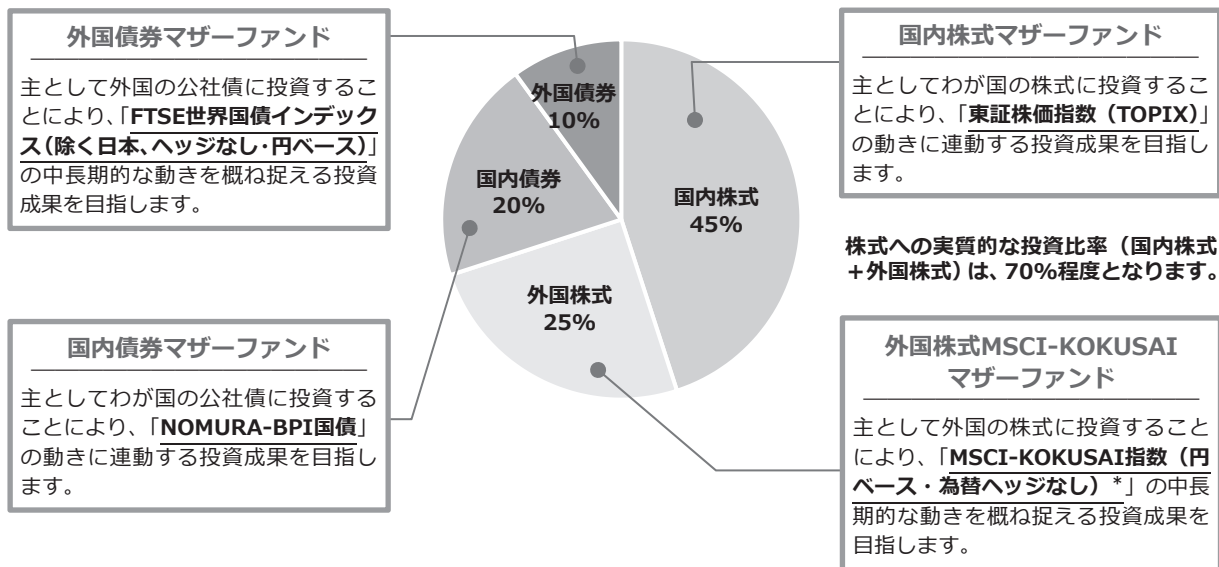 外国債券マザーファンド
主として外国の公社債に投資するこ
とにより、「FTSE世界国債インデック
ス(除く日本、ヘッジなし・円ベース)」
の中長期的な動きを概ね捉える投資
成果を目指します。
外国債券
10%
国内債券
20%
国内株式
45%
外国株式
25%
国内株式マザーファンド
主としてわが国の株式に投資するこ
とにより、「東証株価指数（TOPIX）」
の動きに連動する投資成果を目指し
ます。
株式への実質的な投資比率（国内株式
＋外国株式）は、70%程度となります。
国内債券マザーファンド
主としてわが国の公社債に投資する
ことにより、「NOMURA-BPI国債」
の動きに連動する投資成果を目指し
ます。
外国株式MSCI-KOKUSAI
マザーファンド
主として外国の株式に投資すること
により、「MSCI-KOKUSAI指数（円
ベース・為替ヘッジなし）*」の中長
期的な動きを概ね捉える投資成果を
目指します。